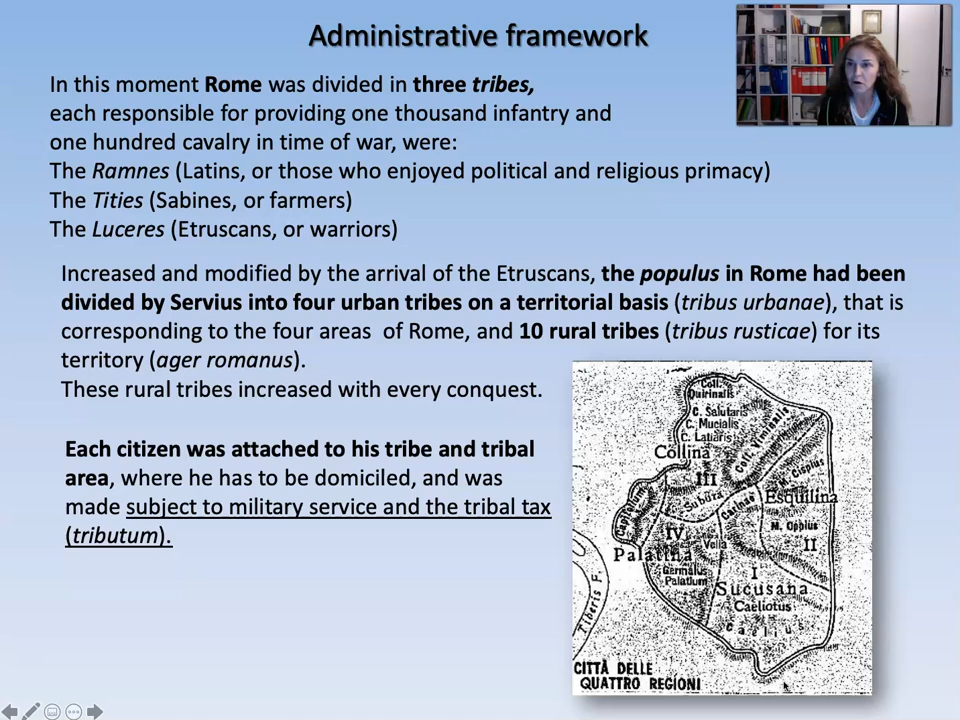 Administrative framework
In this moment Rome was divided in three tribes,
each responsible for providing one thousand infantry and
one hundred cavalry in time of war, were:
The Ramnes (Latins, or those who enjoyed political and religious primacy)
The Tities (Sabines, or farmers)
The Luceres (Etruscans, or warriors)
Increased and modified by the arrival of the Etruscans, the populus in Rome had been
divided by Servius into four urban tribes on a territorial basis (tribus urbanae), that is
corresponding to the four areas of Rome, and 10 rural tribes (tribus rusticae) for its
territory (ager romanus).
These rural tribes increased with every conquest.
Each citizen was attached to his tribe and tribal
area, where he has to be domiciled, and was
made subject to military service and the tribal tax
(tributum).
Coll.
Quirinalis
C. Salutaris
C. Mucialis
C. Latiaris
Coll. Viminalis
Collina
III
Cispius
Subura
Carinae
Esquilina
Capitolium
M. Oppius
IV
Velia
II
Palatina
Germalus
Palatium
I
Sucusana
Caeliolus
Caelius
Tiberis F.
CITTÀ DELLE
QUATTRO REGIONI